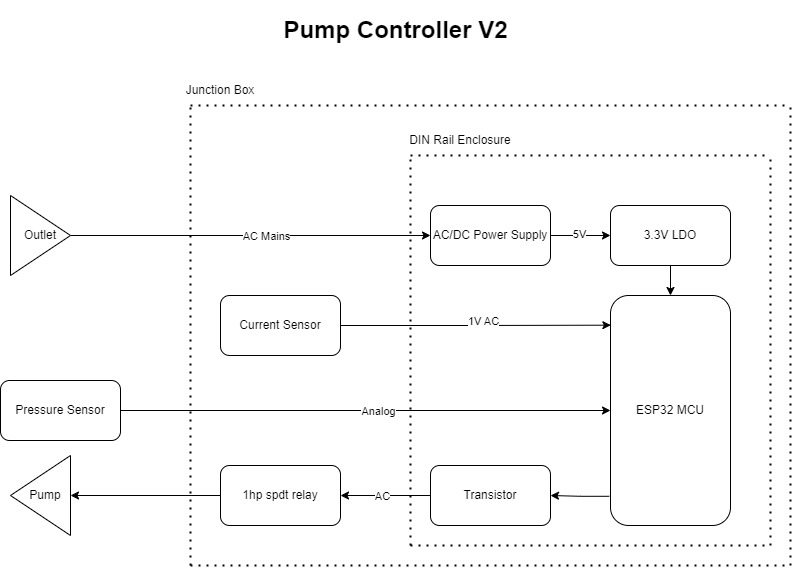 Pump Controller V2
Junction Box
DIN Rail Enclosure
Outlet
AC Mains
AC/DC Power Supply
5V
3.3V LDO
Current Sensor
1V AC
Pressure Sensor
Analog
ESP32 MCU
Pump
1hp spdt relay
AC
Transistor